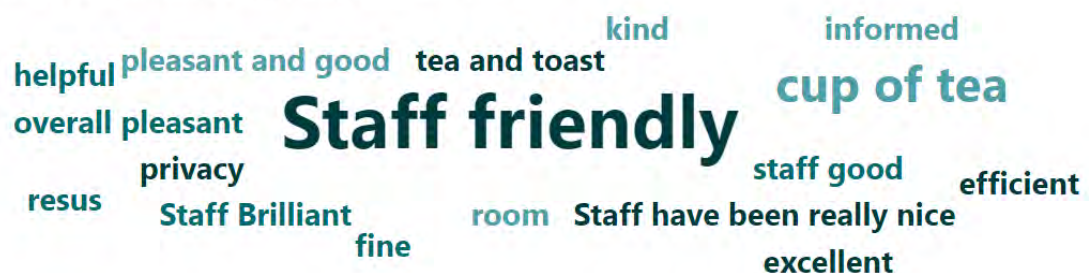 kind
informed
helpful
pleasant and good
tea and toast
cup of tea
Staff friendly
overall pleasant
privacy
staff good
efficient
resus
Staff Brilliant
room
Staff have been really nice
fine
excellent